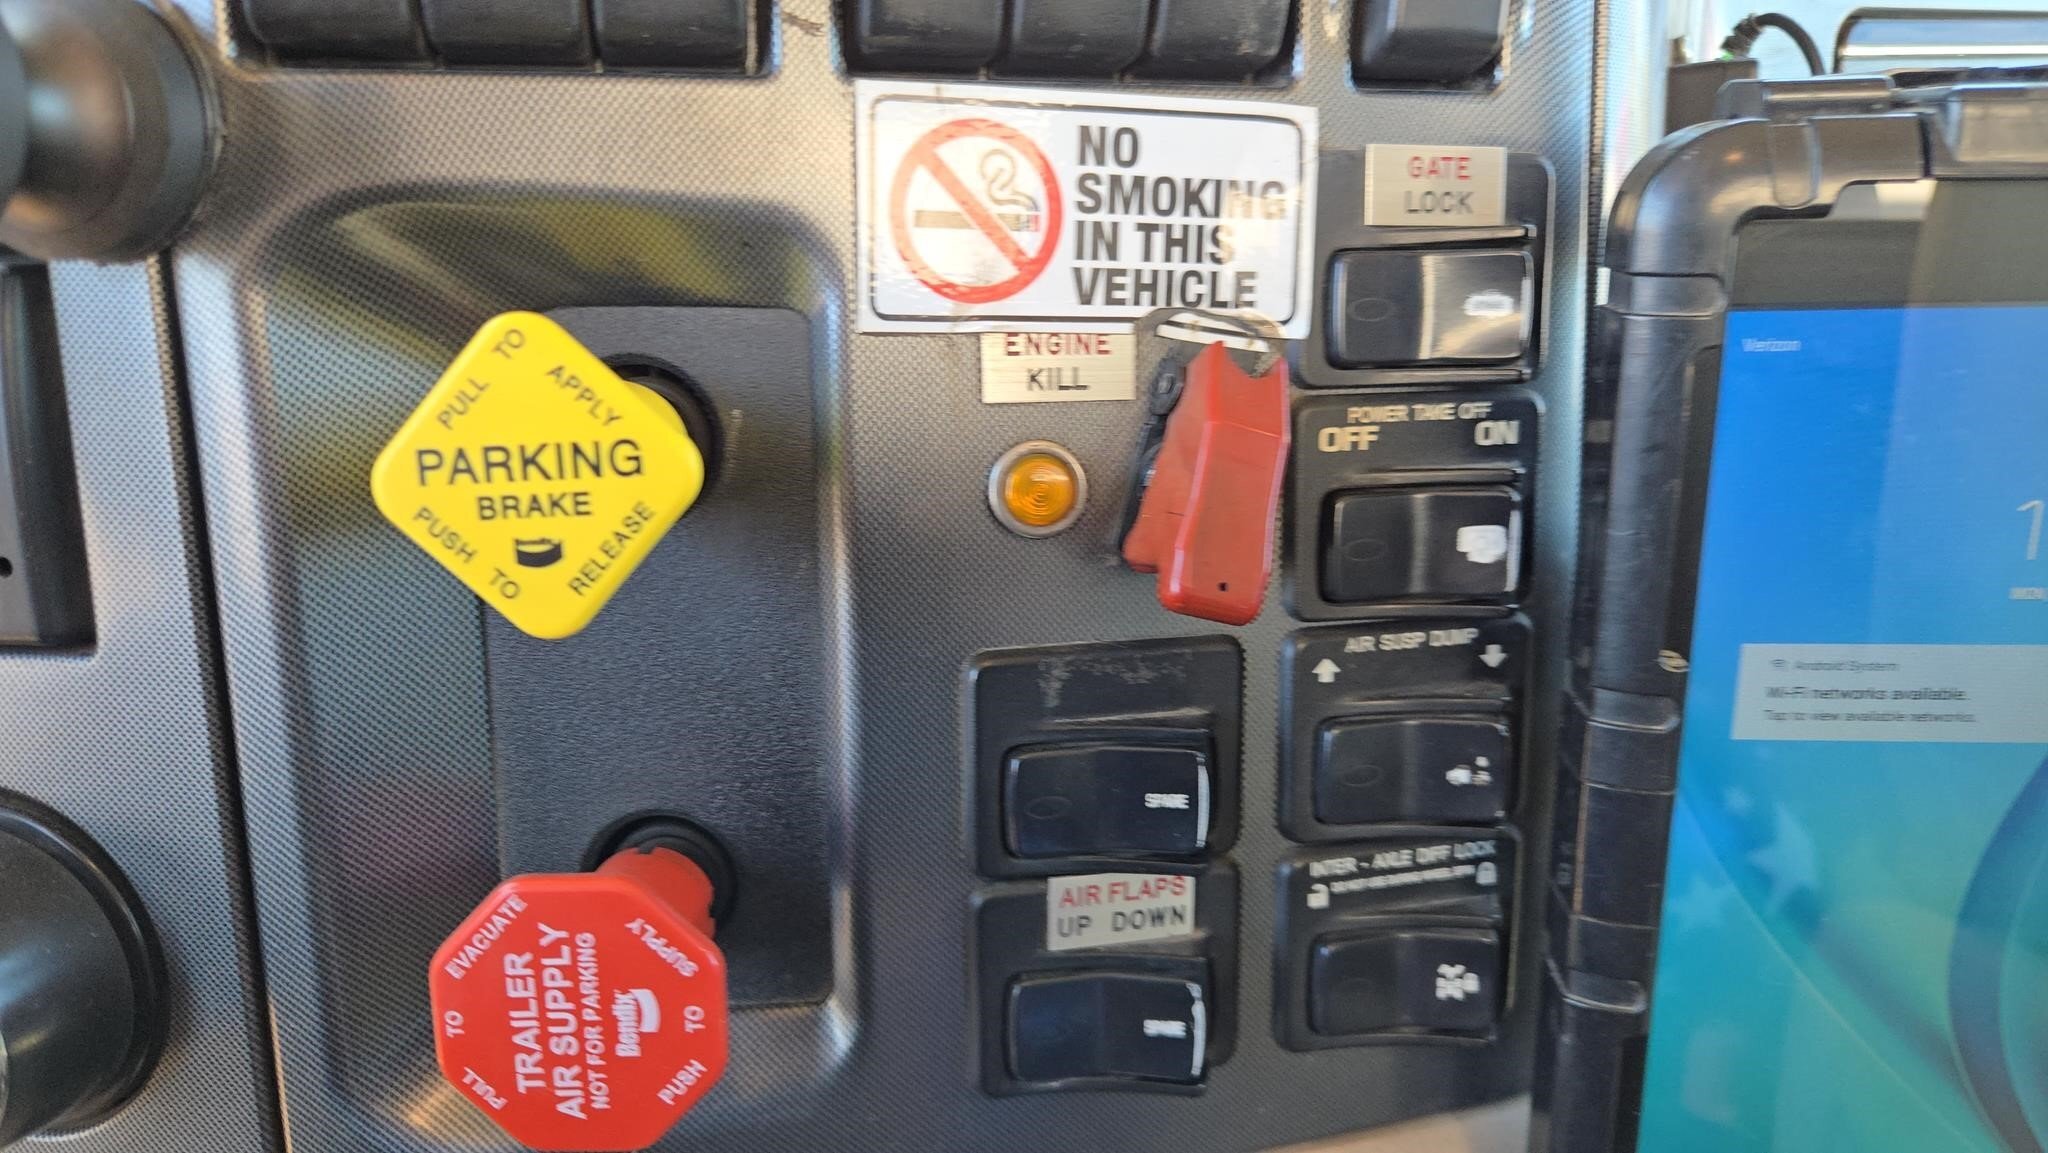 NO
SMOKING
IN THIS
VEHICLE
GATE
LOCK
ENGINE
KILL
PULL TO APPLY
PARKING
BRAKE
PUSH TO RELEASE
POWER TAKE OFF
OFF ON
AIR SUSP DUMP
SPARE
INTER-AXLE DIFF LOCK
AIR FLAPS
UP DOWN
SPARE
PULL TO EVACUATE
TRAILER
AIR SUPPLY
NOT FOR PARKING
Bendix
PUSH TO SUPPLY
Verizon
1
Android System
Wi-Fi networks available.
Tap to view available networks.